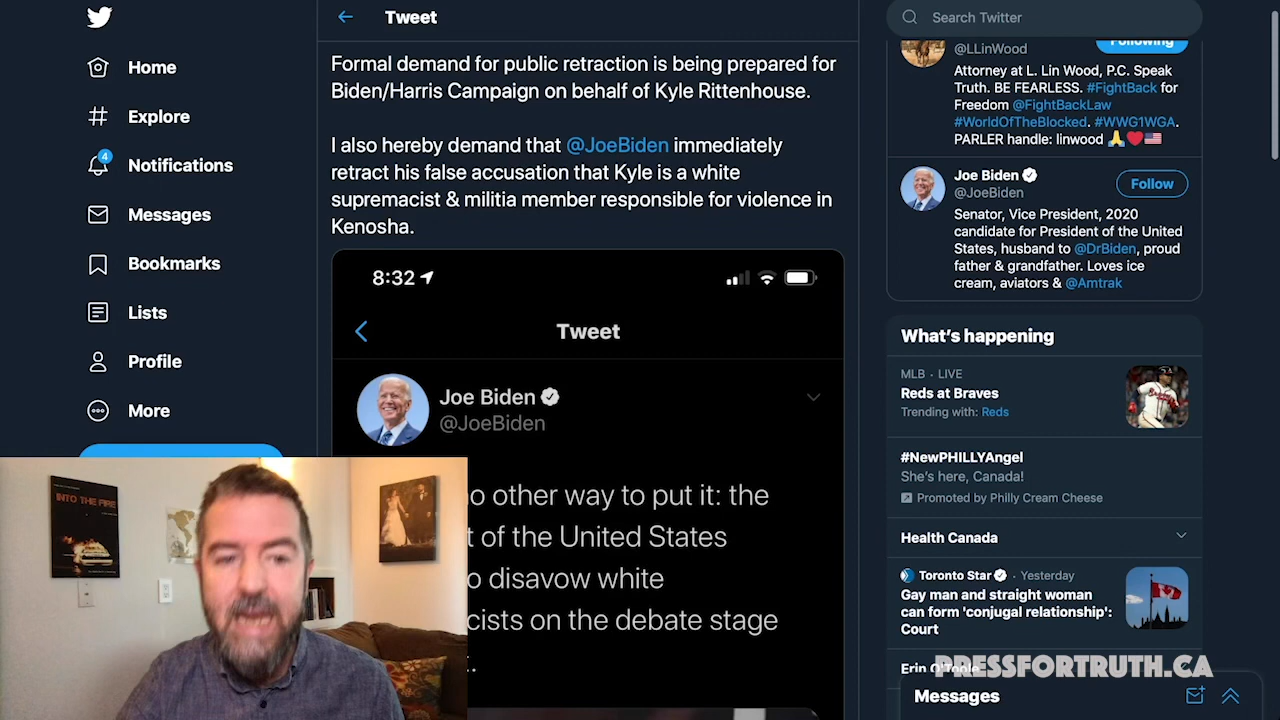 Home
Explore
4
Notifications
Messages
Bookmarks
Lists
Profile
More
Tweet
Formal demand for public retraction is being prepared for
Biden/Harris Campaign on behalf of Kyle Rittenhouse.
I also hereby demand that @JoeBiden immediately
retract his false accusation that Kyle is a white
supremacist & militia member responsible for violence in
Kenosha.
8:32
Tweet
Joe Biden
@JoeBiden
o other way to put it: the
t of the United States
o disavow white
cists on the debate stage
t.
INTO THE FIRE
Search Twitter
@LLinWood
Following
Attorney at L. Lin Wood, P.C. Speak
Truth. BE FEARLESS. #FightBack for
Freedom @FightBackLaw
#WorldOfTheBlocked. #WWG1WGA.
PARLER handle: linwood 🙏❤️🇺🇸
Joe Biden
@JoeBiden
Follow
Senator, Vice President, 2020
candidate for President of the United
States, husband to @DrBiden, proud
father & grandfather. Loves ice
cream, aviators & @Amtrak
What's happening
MLB · LIVE
Reds at Braves
Trending with: Reds
#NewPHILLYAngel
She's here, Canada!
Promoted by Philly Cream Cheese
Health Canada
Toronto Star · Yesterday
Gay man and straight woman
can form 'conjugal relationship':
Court
Erin O'Toole
PRESSFORTRUTH.CA
Messages